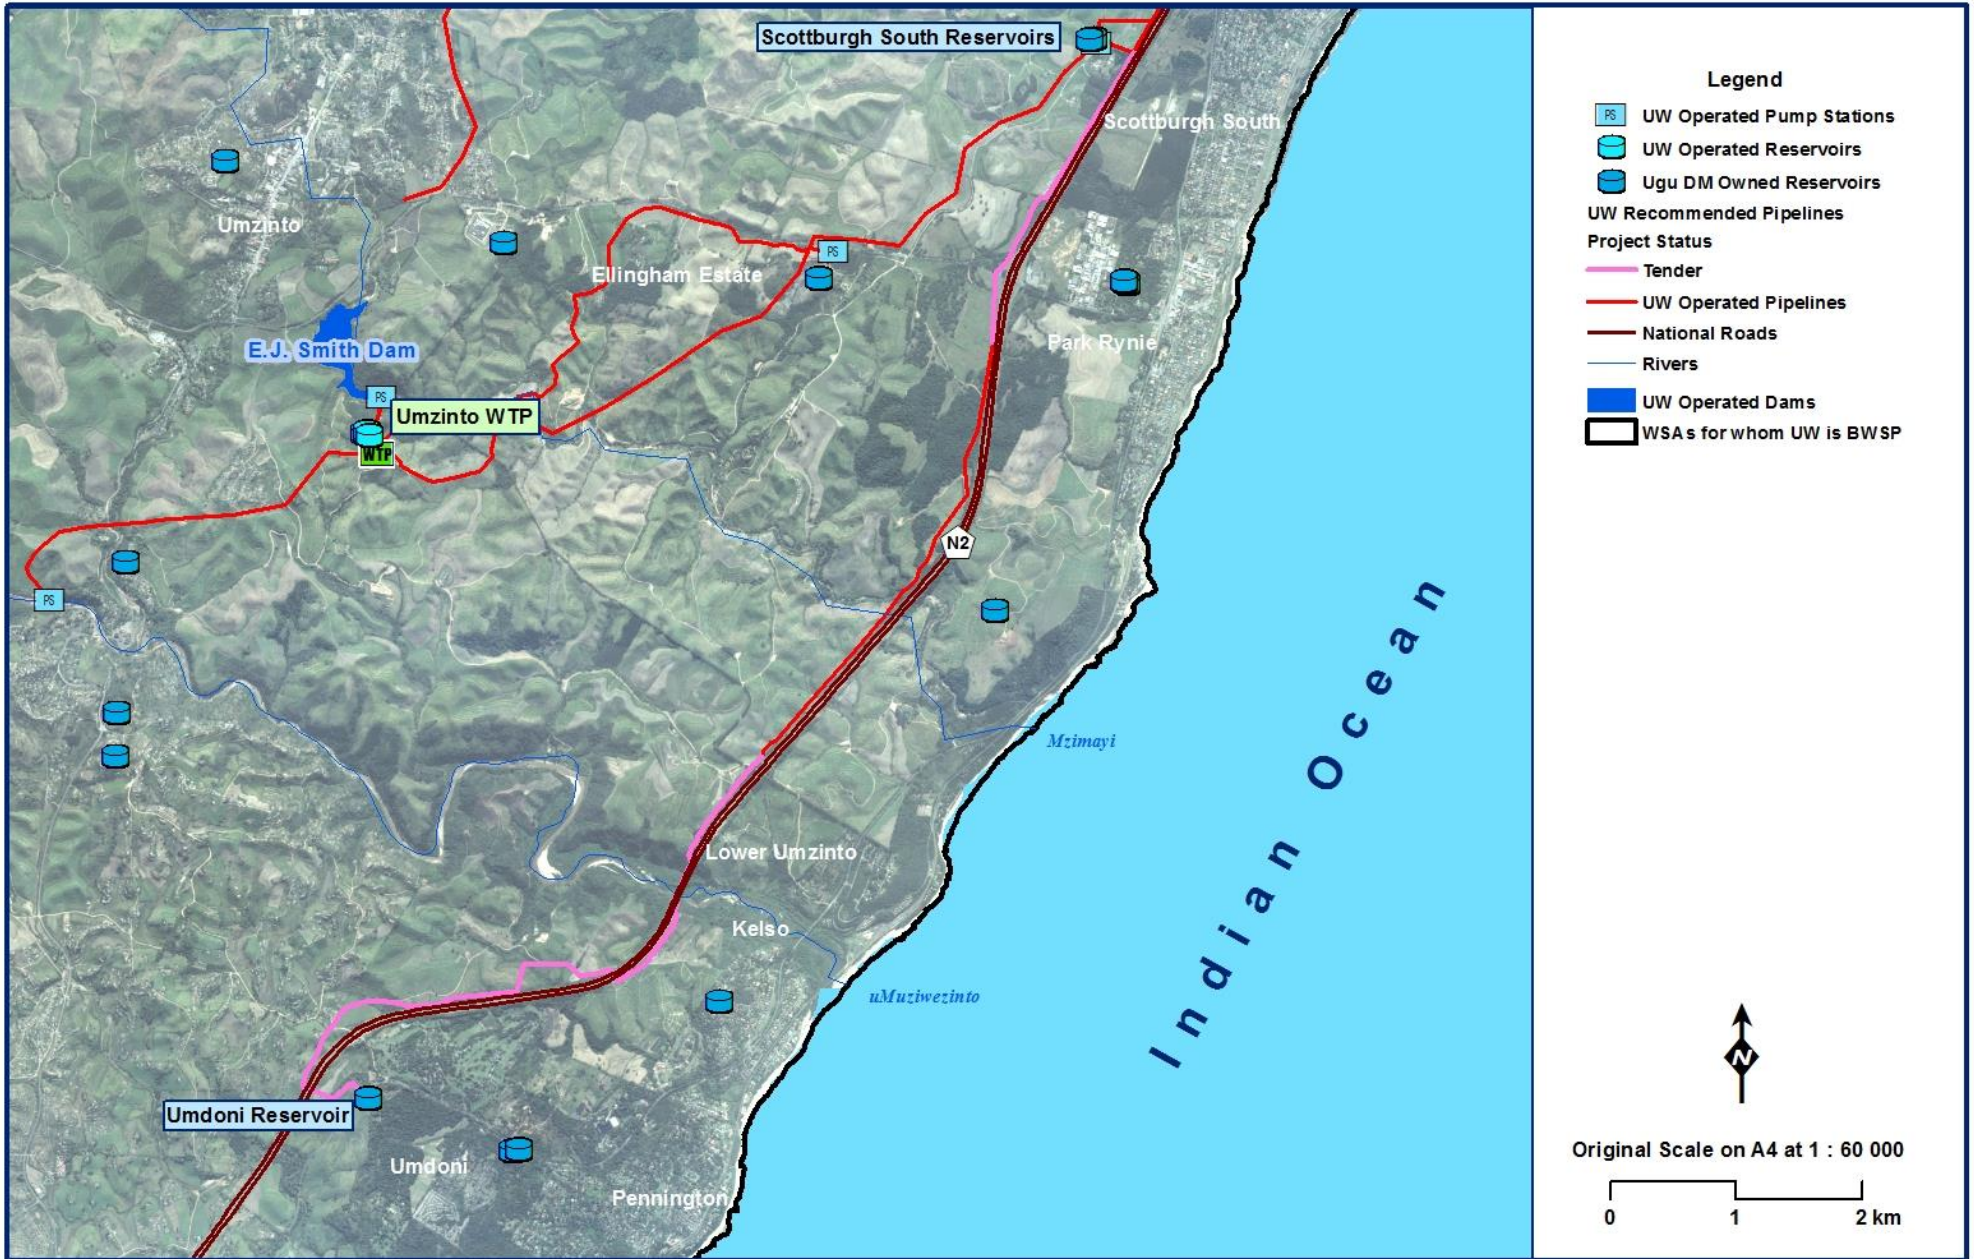 Scottburgh South Reservoirs
Scottburgh South
Umzinto
PS
Ellingham Estate
Park Rynie
E.J. Smith Dam
PS
Umzinto WTP
WTP
N2
PS
Mzimayi
Lower Umzinto
Kelso
uMuziwezinto
Umdoni Reservoir
Umdoni
Pennington
Indian Ocean
Legend
PS UW Operated Pump Stations
UW Operated Reservoirs
Ugu DM Owned Reservoirs
UW Recommended Pipelines
Project Status
Tender
UW Operated Pipelines
National Roads
Rivers
UW Operated Dams
WSAs for whom UW is BWSP
N
Original Scale on A4 at 1 : 60 000
0 1 2 km